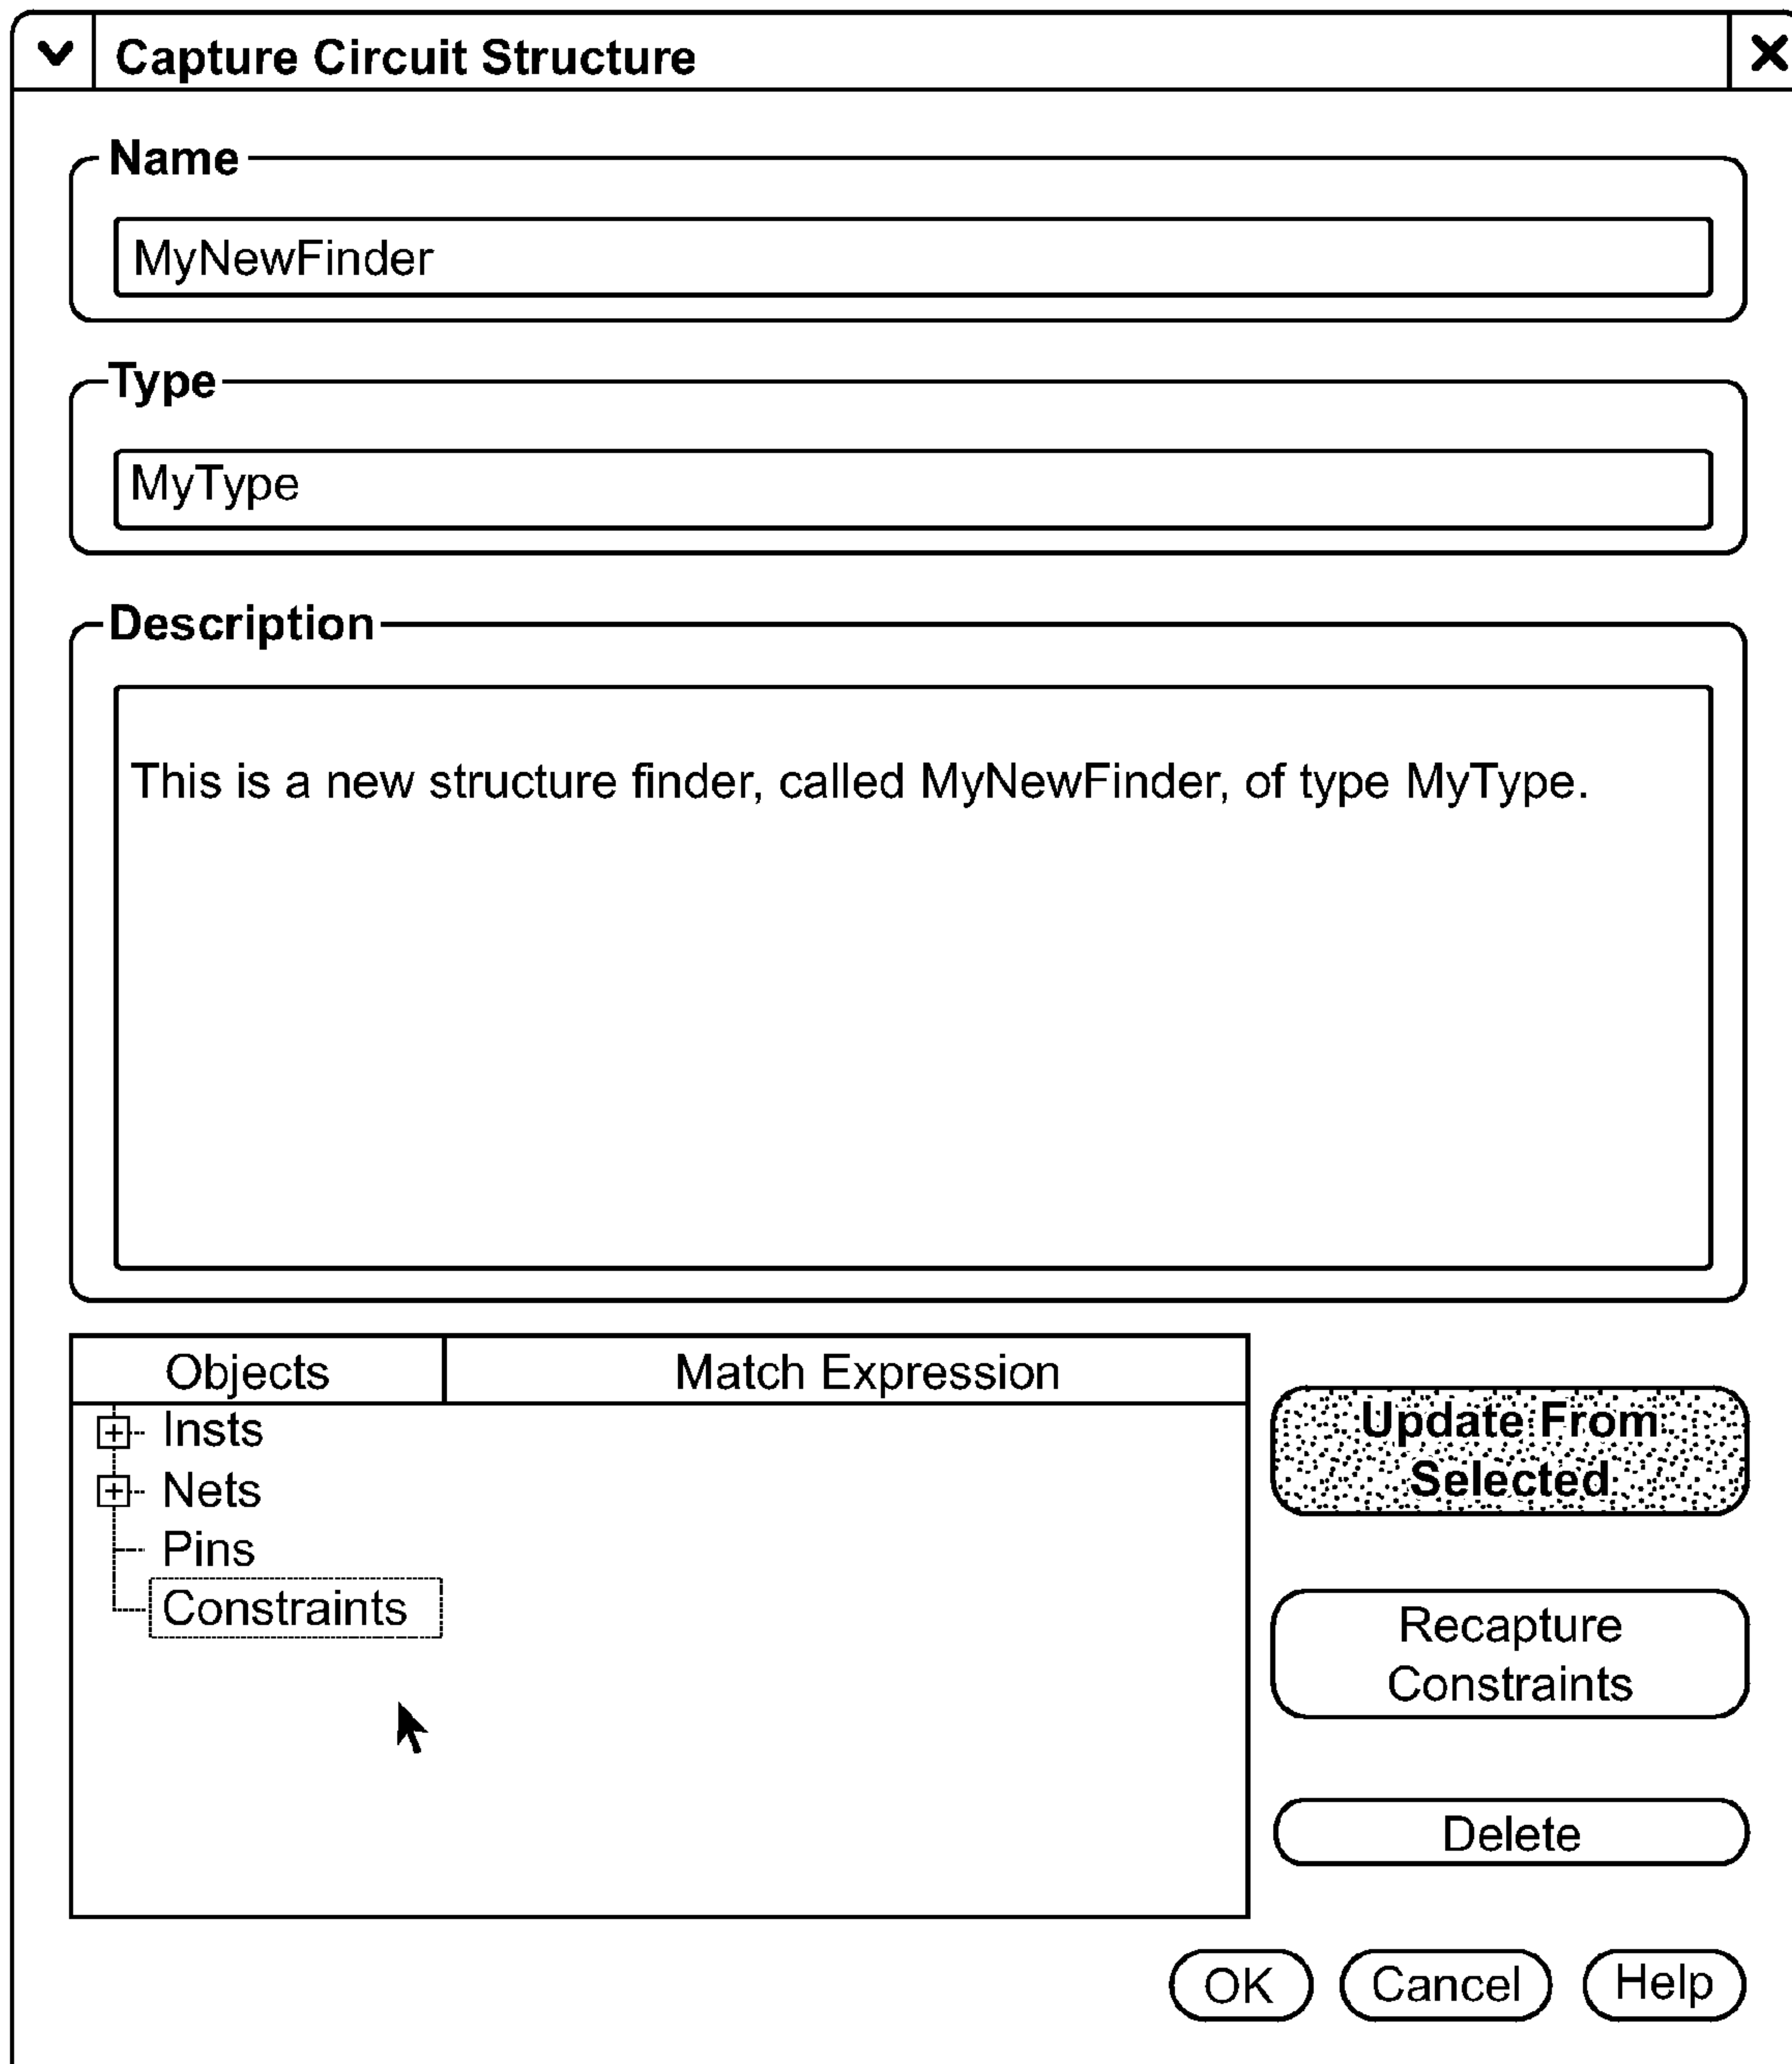 Capture Circuit Structure
Name
MyNewFinder
Type
MyType
Description
This is a new structure finder, called MyNewFinder, of type MyType.
Objects Match Expression
Insts
Nets
Pins
Constraints
Update From
Selected
Recapture
Constraints
Delete
OK Cancel Help